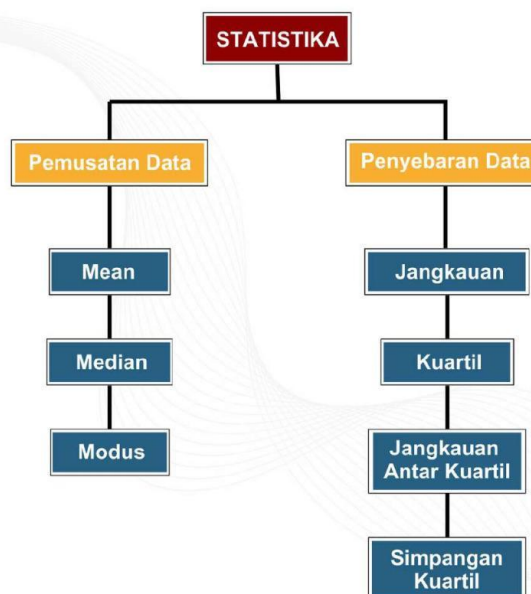 STATISTIKA
Pemusatan Data
Penyebaran Data
Mean
Jangkauan
Median
Kuartil
Modus
Jangkauan
Antar Kuartil
Simpangan
Kuartil